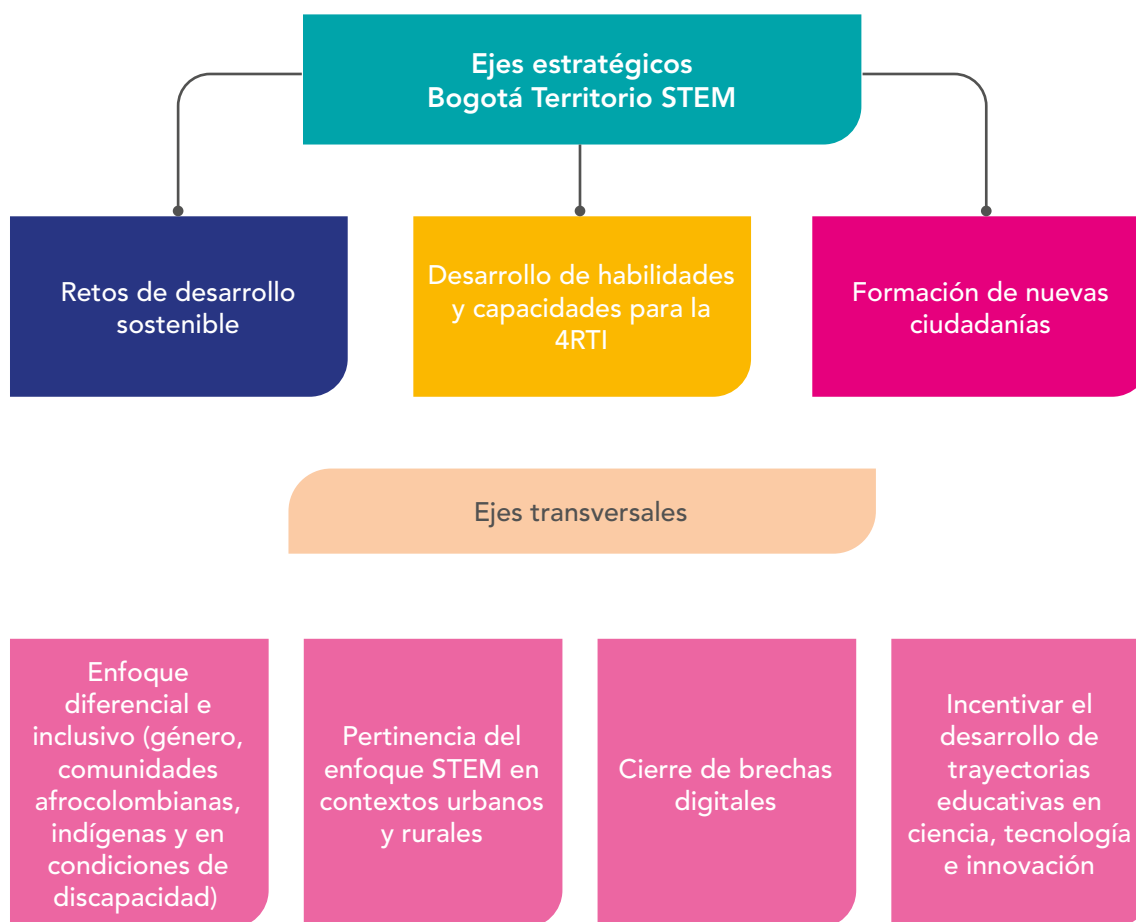 Ejes estratégicos
Bogotá Territorio STEM
Retos de desarrollo
sostenible
Desarrollo de habilidades
y capacidades para la
4RTI
Formación de nuevas
ciudadanías
Ejes transversales
Enfoque
diferencial e
inclusivo (género,
comunidades
afrocolombianas,
indígenas y en
condiciones de
discapacidad)
Pertinencia del
enfoque STEM en
contextos urbanos
y rurales
Cierre de brechas
digitales
Incentivar el
desarrollo de
trayectorias
educativas en
ciencia, tecnología
e innovación